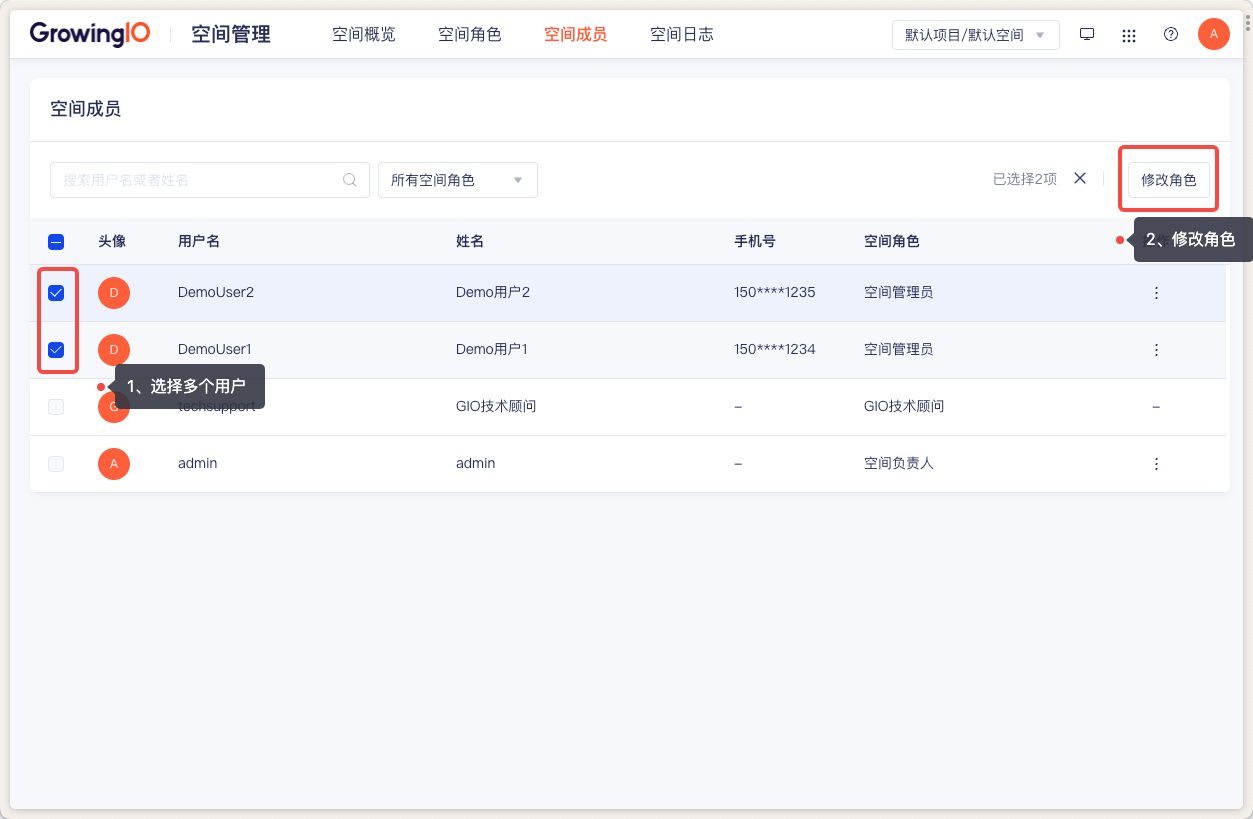 GrowingIO 空间管理 空间概览 空间角色 空间成员 空间日志 默认项目/默认空间 A
空间成员
搜索用户名或者姓名 所有空间角色 已选择2项 修改角色
头像 用户名 姓名 手机号 空间角色
2、修改角色
D DemoUser2 Demo用户2 150****1235 空间管理员
D DemoUser1 Demo用户1 150****1234 空间管理员
1、选择多个用户
G techsupport GIO技术顾问 – GIO技术顾问 –
A admin admin – 空间负责人